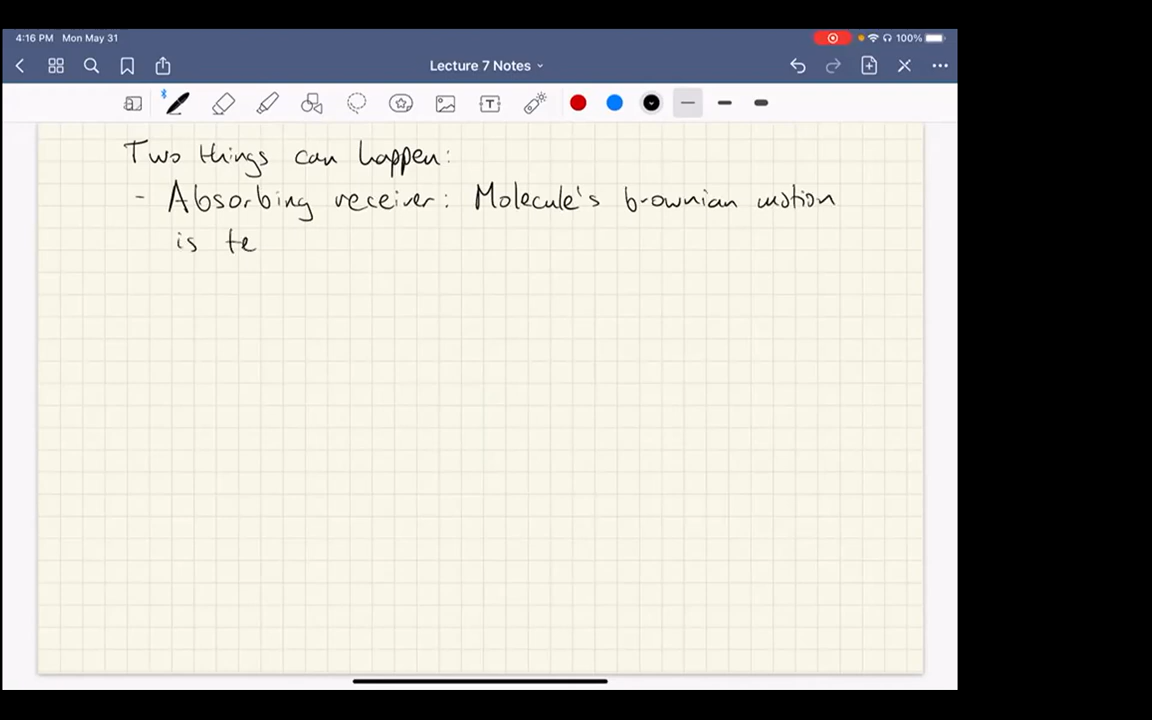 4:16 PM Mon May 31
100%
Lecture 7 Notes
Two things can happen:
- Absorbing receiver: Molecule's brownian motion
is te